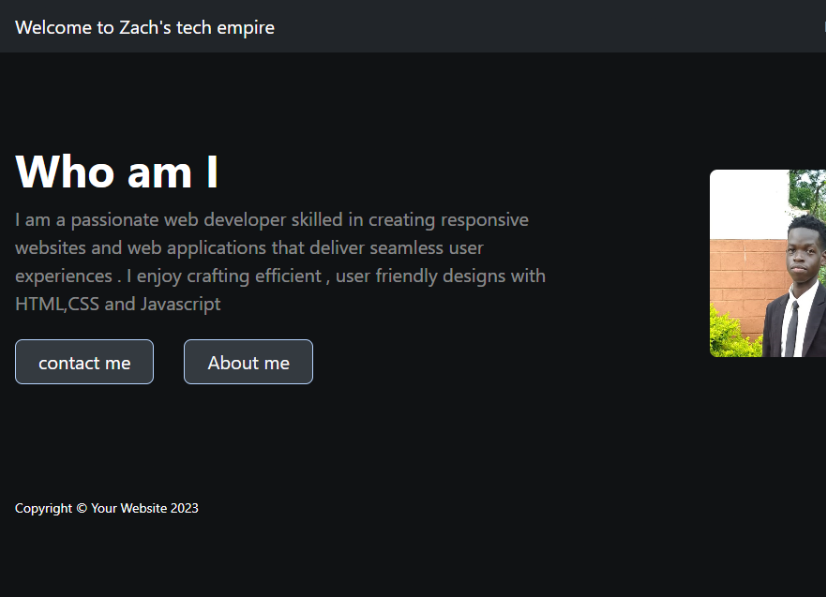 Welcome to Zach's tech empire
Who am I
I am a passionate web developer skilled in creating responsive
websites and web applications that deliver seamless user
experiences . I enjoy crafting efficient , user friendly designs with
HTML,CSS and Javascript
contact me
About me
Copyright © Your Website 2023